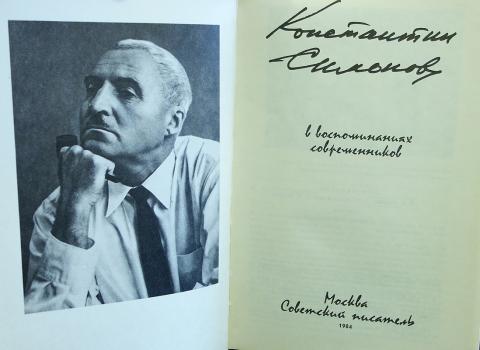 Константин
Симонов
в воспоминаниях
современников
Москва
Советский писатель
1984